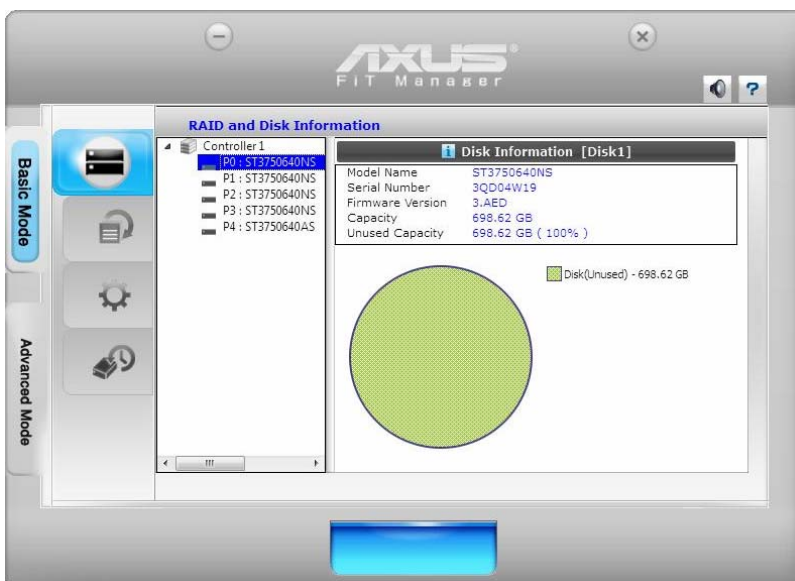 AXUS
FiT Manager
?
RAID and Disk Information
Basic Mode
Advanced Mode
Controller 1
P0 : ST3750640NS
P1 : ST3750640NS
P2 : ST3750640NS
P3 : ST3750640NS
P4 : ST3750640AS
Disk Information [Disk1]
Model Name ST3750640NS
Serial Number 3QD04W19
Firmware Version 3.AED
Capacity 698.62 GB
Unused Capacity 698.62 GB ( 100% )
Disk(Unused) - 698.62 GB